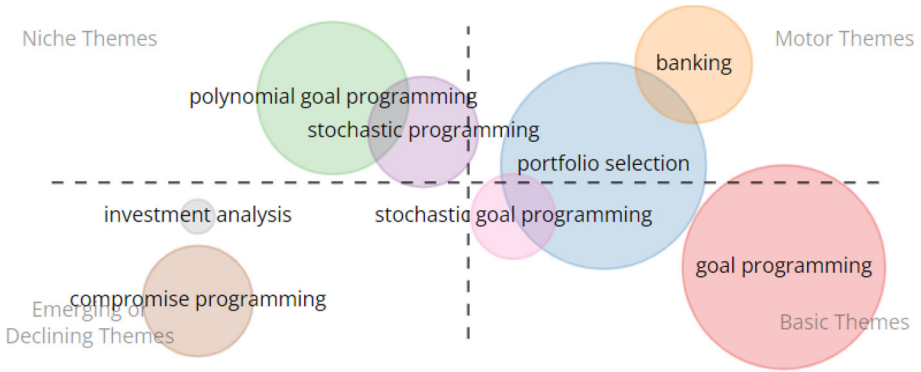 Niche Themes
Motor Themes
banking
polynomial goal programming
stochastic programming
portfolio selection
investment analysis
stochastic goal programming
goal programming
compromise programming
Emerging or
Declining Themes
Basic Themes